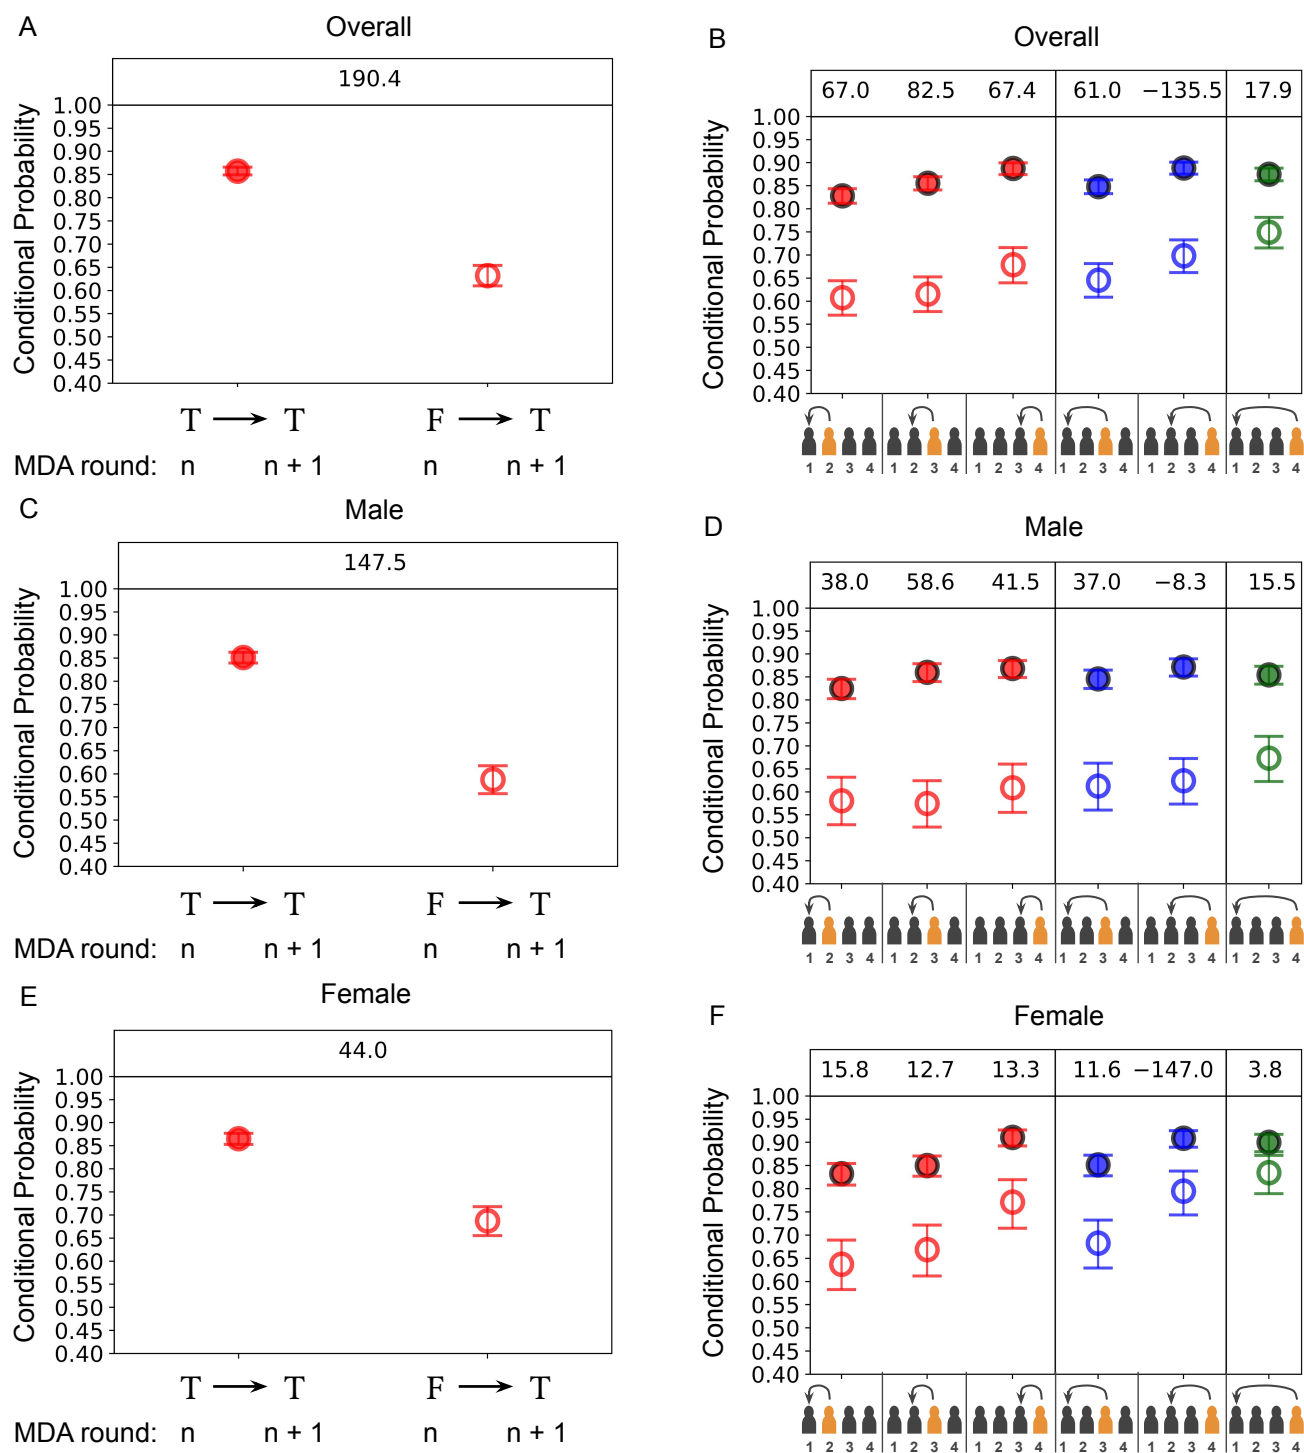 A
Overall
190.4
Conditional Probability
1.00
0.95
0.90
0.85
0.80
0.75
0.70
0.65
0.60
0.55
0.50
0.45
0.40
T T F T
MDA round: n n + 1 n n + 1
B
Overall
67.0 82.5 67.4 61.0 −135.5 17.9
Conditional Probability
1.00
0.95
0.90
0.85
0.80
0.75
0.70
0.65
0.60
0.55
0.50
0.45
0.40
1 2 3 4 1 2 3 4 1 2 3 4 1 2 3 4 1 2 3 4 1 2 3 4
C
Male
147.5
Conditional Probability
1.00
0.95
0.90
0.85
0.80
0.75
0.70
0.65
0.60
0.55
0.50
0.45
0.40
T T F T
MDA round: n n + 1 n n + 1
D
Male
38.0 58.6 41.5 37.0 −8.3 15.5
Conditional Probability
1.00
0.95
0.90
0.85
0.80
0.75
0.70
0.65
0.60
0.55
0.50
0.45
0.40
1 2 3 4 1 2 3 4 1 2 3 4 1 2 3 4 1 2 3 4 1 2 3 4
E
Female
44.0
Conditional Probability
1.00
0.95
0.90
0.85
0.80
0.75
0.70
0.65
0.60
0.55
0.50
0.45
0.40
T T F T
MDA round: n n + 1 n n + 1
F
Female
15.8 12.7 13.3 11.6 −147.0 3.8
Conditional Probability
1.00
0.95
0.90
0.85
0.80
0.75
0.70
0.65
0.60
0.55
0.50
0.45
0.40
1 2 3 4 1 2 3 4 1 2 3 4 1 2 3 4 1 2 3 4 1 2 3 4